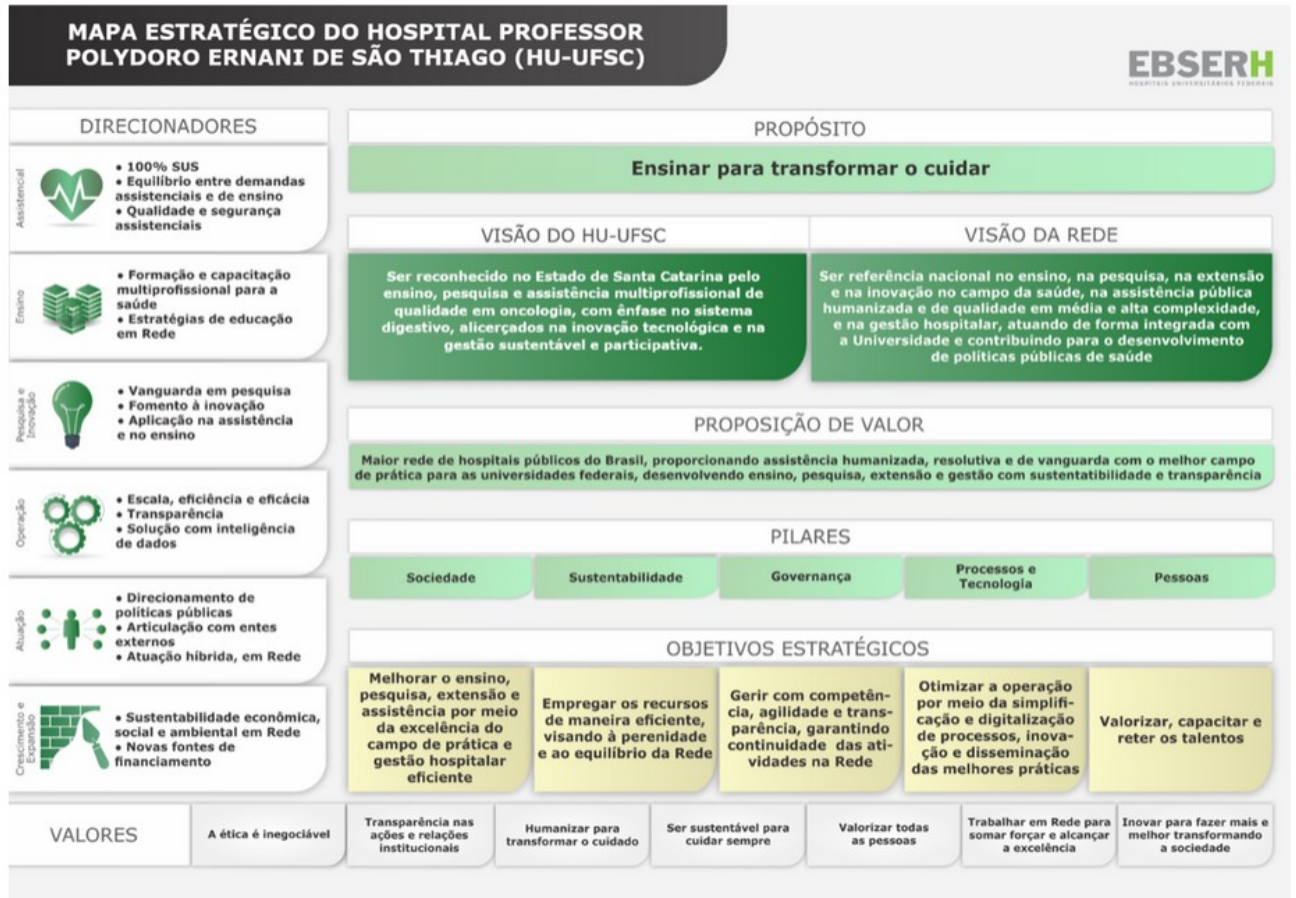 MAPA ESTRATÉGICO DO HOSPITAL PROFESSOR
POLYDORO ERNANI DE SÃO THIAGO (HU-UFSC)
EBSERH
HOSPITAIS UNIVERSITÁRIOS FEDERAIS
DIRECIONADORES
Assistencial
• 100% SUS
• Equilíbrio entre demandas
assistenciais e de ensino
• Qualidade e segurança
assistenciais
Ensino
• Formação e capacitação
multiprofissional para a
saúde
• Estratégias de educação
em Rede
Pesquisa e
Inovação
• Vanguarda em pesquisa
• Fomento à inovação
• Aplicação na assistência
e no ensino
Operação
• Escala, eficiência e eficácia
• Transparência
• Solução com inteligência
de dados
Atuação
• Direcionamento de
políticas públicas
• Articulação com entes
externos
• Atuação híbrida, em Rede
Crescimento e
Expansão
• Sustentabilidade econômica,
social e ambiental em Rede
• Novas fontes de
financiamento
PROPÓSITO
Ensinar para transformar o cuidar
VISÃO DO HU-UFSC
Ser reconhecido no Estado de Santa Catarina pelo
ensino, pesquisa e assistência multiprofissional de
qualidade em oncologia, com ênfase no sistema
digestivo, alicerçados na inovação tecnológica e na
gestão sustentável e participativa.
VISÃO DA REDE
Ser referência nacional no ensino, na pesquisa, na extensão
e na inovação no campo da saúde, na assistência pública
humanizada e de qualidade em média e alta complexidade,
e na gestão hospitalar, atuando de forma integrada com
a Universidade e contribuindo para o desenvolvimento
de políticas públicas de saúde
PROPOSIÇÃO DE VALOR
Maior rede de hospitais públicos do Brasil, proporcionando assistência humanizada, resolutiva e de vanguarda com o melhor campo
de prática para as universidades federais, desenvolvendo ensino, pesquisa, extensão e gestão com sustentatibilidade e transparência
PILARES
Sociedade
Sustentabilidade
Governança
Processos e
Tecnologia
Pessoas
OBJETIVOS ESTRATÉGICOS
Melhorar o ensino,
pesquisa, extensão e
assistência por meio
da excelência do
campo de prática e
gestão hospitalar
eficiente
Empregar os recursos
de maneira eficiente,
visando à perenidade
e ao equilíbrio da Rede
Gerir com competên-
cia, agilidade e trans-
parência, garantindo
continuidade das ati-
vidades na Rede
Otimizar a operação
por meio da simplifi-
cação e digitalização
de processos, inova-
ção e disseminação
das melhores práticas
Valorizar, capacitar e
reter os talentos
VALORES
A ética é inegociável
Transparência nas
ações e relações
institucionais
Humanizar para
transformar o cuidado
Ser sustentável para
cuidar sempre
Valorizar todas
as pessoas
Trabalhar em Rede para
somar forçar e alcançar
a excelência
Inovar para fazer mais e
melhor transformando
a sociedade